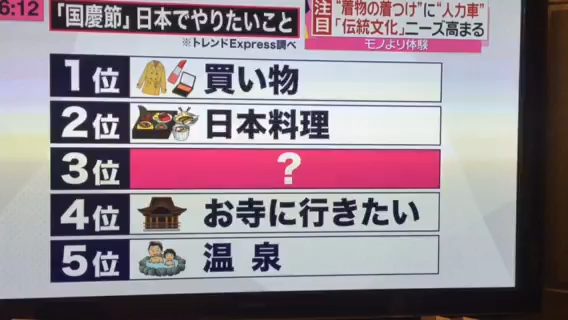 6:12
「国慶節」日本でやりたいこと
※トレンドExpress調べ
注目
“着物の着つけ”に“人力車”
「伝統文化」ニーズ高まる
モノより体験
1位 買い物
2位 日本料理
3位 ?
4位 お寺に行きたい
5位 温泉